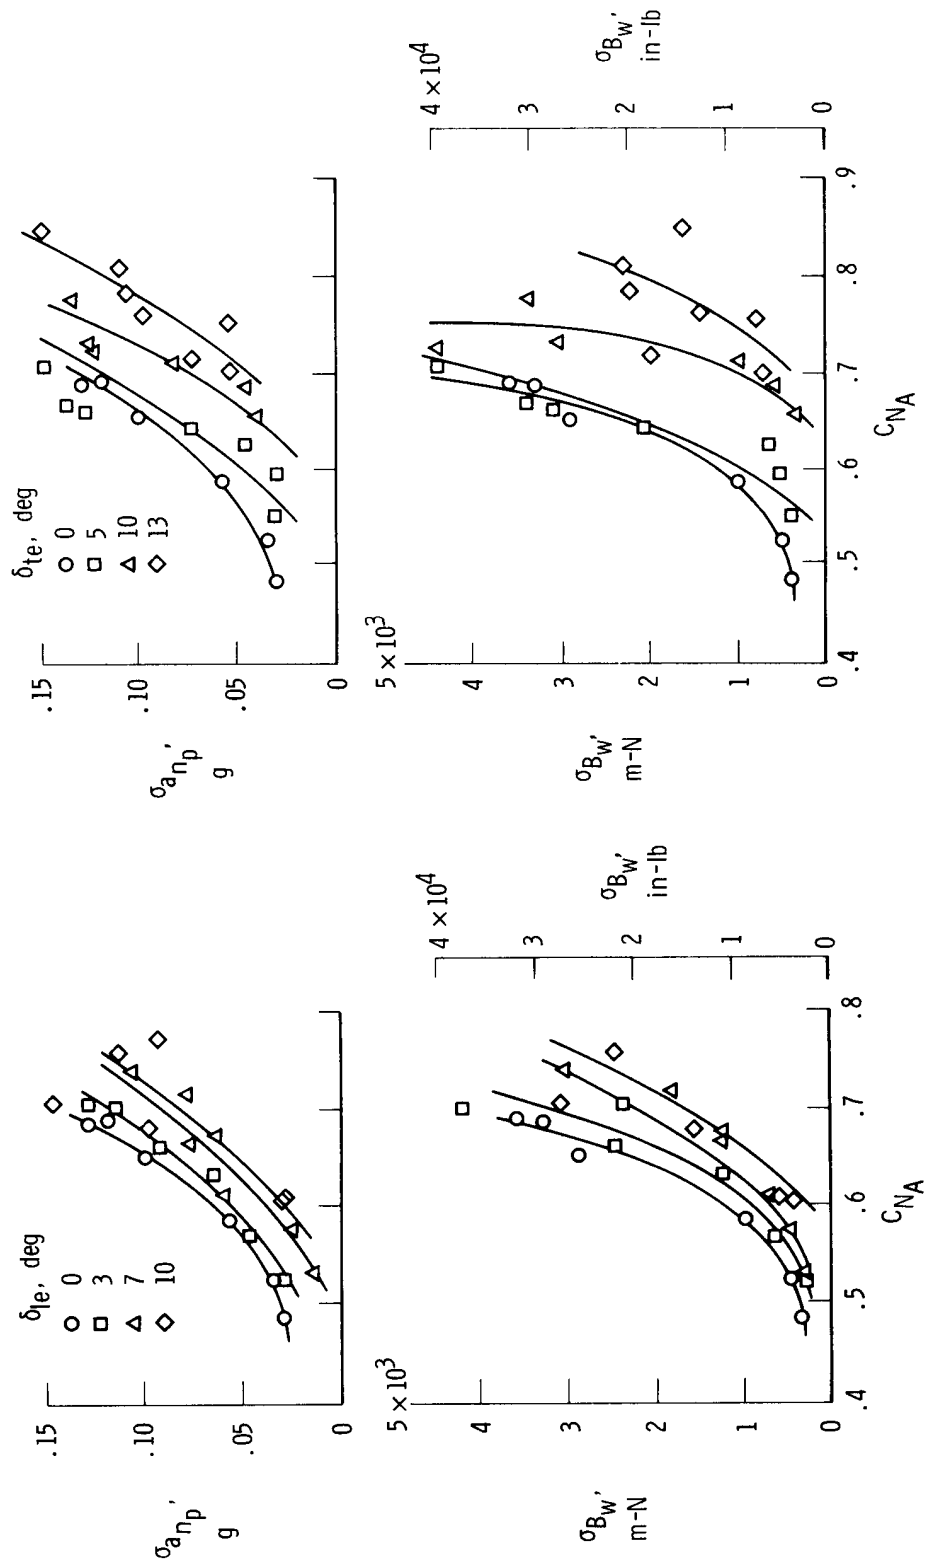 δle, deg
0
3
7
10
σanp,
g
.15
.10
.05
0
5 × 10³
4
3
2
1
0
σBw,
m-N
4 × 10⁴
3
2
1
0
σBw,
in-lb
.4
.5
.6
.7
.8
CNA
δte, deg
0
5
10
13
σanp,
g
.15
.10
.05
0
5 × 10³
4
3
2
1
0
σBw,
m-N
4 × 10⁴
3
2
1
0
σBw,
in-lb
.4
.5
.6
.7
.8
.9
CNA